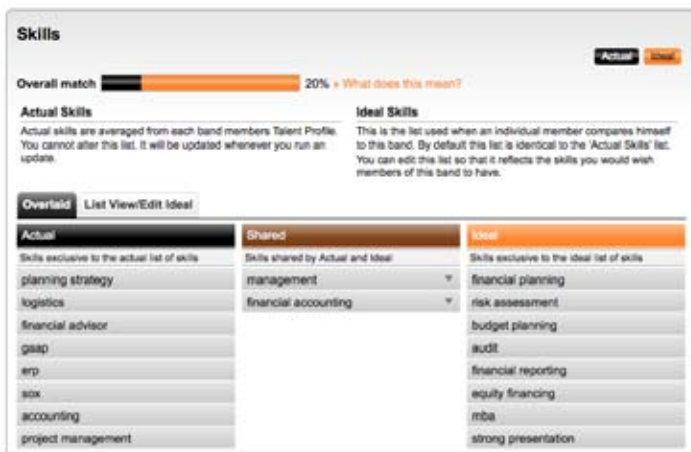 Skills
Actual Ideal
Overall match 20% » What does this mean?
Actual Skills
Actual skills are averaged from each band members Talent Profile.
You cannot alter this list. It will be updated whenever you run an
update.
Ideal Skills
This is the list used when an individual member compares himself
to this band. By default this list is identical to the 'Actual Skills' list.
You can edit this list so that it reflects the skills you would wish
members of this band to have.
Overlaid List View/Edit Ideal
Actual
Skills exclusive to the actual list of skills
planning strategy
logistics
financial advisor
gaap
erp
sox
accounting
project management
Shared
Skills shared by Actual and Ideal
management
financial accounting
Ideal
Skills exclusive to the ideal list of skills
financial planning
risk assessment
budget planning
audit
financial reporting
equity financing
mba
strong presentation